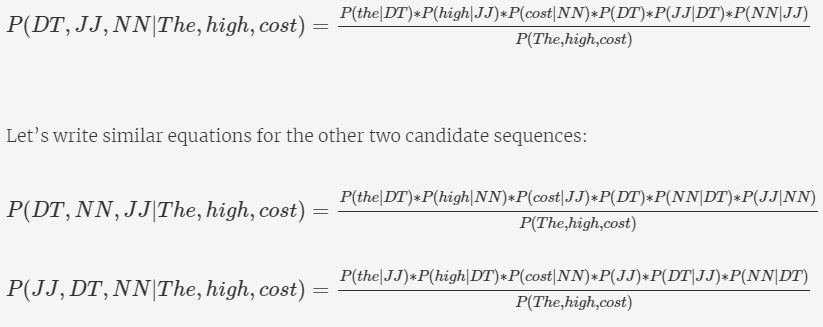 P(DT, JJ, NN|The, high, cost) = P(the|DT)*P(high|JJ)*P(cost|NN)*P(DT)*P(JJ|DT)*P(NN|JJ) / P(The,high,cost)
Let's write similar equations for the other two candidate sequences:
P(DT, NN, JJ|The, high, cost) = P(the|DT)*P(high|NN)*P(cost|JJ)*P(DT)*P(NN|DT)*P(JJ|NN) / P(The,high,cost)
P(JJ, DT, NN|The, high, cost) = P(the|JJ)*P(high|DT)*P(cost|NN)*P(JJ)*P(DT|JJ)*P(NN|DT) / P(The,high,cost)